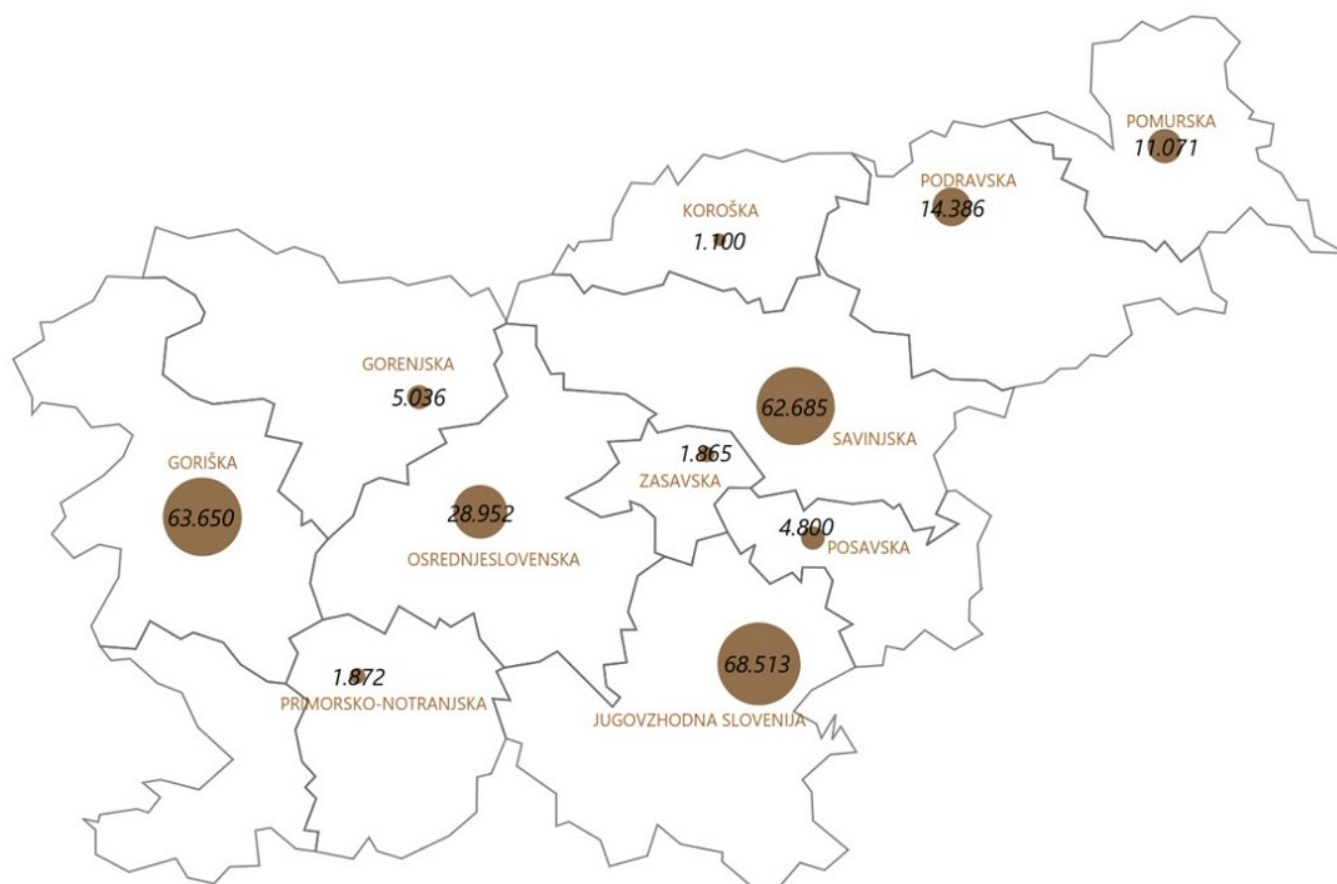 POMURSKA
11.071
PODRAVSKA
14.386
KOROŠKA
1.100
GORENJSKA
5.036
62.685
SAVINJSKA
1.865
ZASAVSKA
GORIŠKA
63.650
28.952
OSREDNJESLOVENSKA
4.800
POSAVSKA
1.872
PRIMORSKO-NOTRANJSKA
68.513
JUGOVZHODNA SLOVENIJA